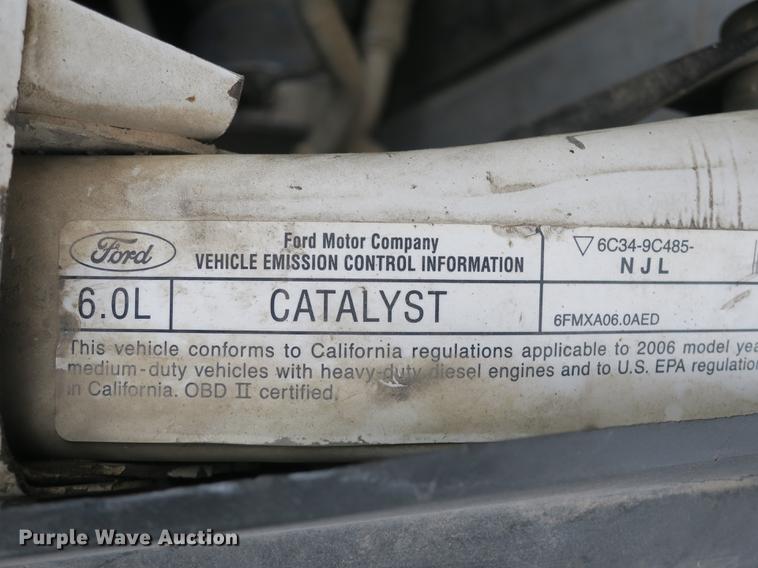 Ford
Ford Motor Company
VEHICLE EMISSION CONTROL INFORMATION
6C34-9C485-
NJL
6.0L
CATALYST
6FMXA06.0AED
This vehicle conforms to California regulations applicable to 2006 model yea
medium-duty vehicles with heavy-duty diesel engines and to U.S. EPA regulation
in California. OBD II certified.
Purple Wave Auction